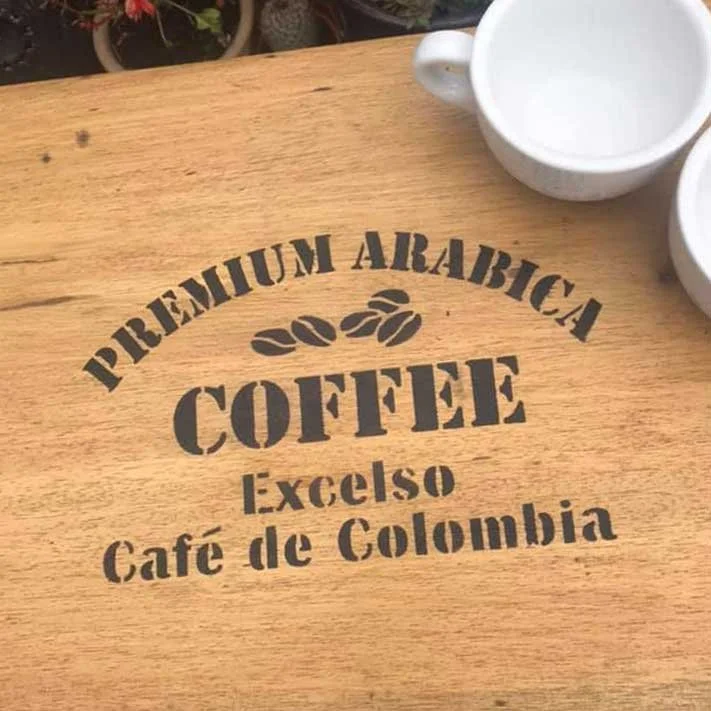 PREMIUM ARABICA
COFFEE
Excelso
Café de Colombia